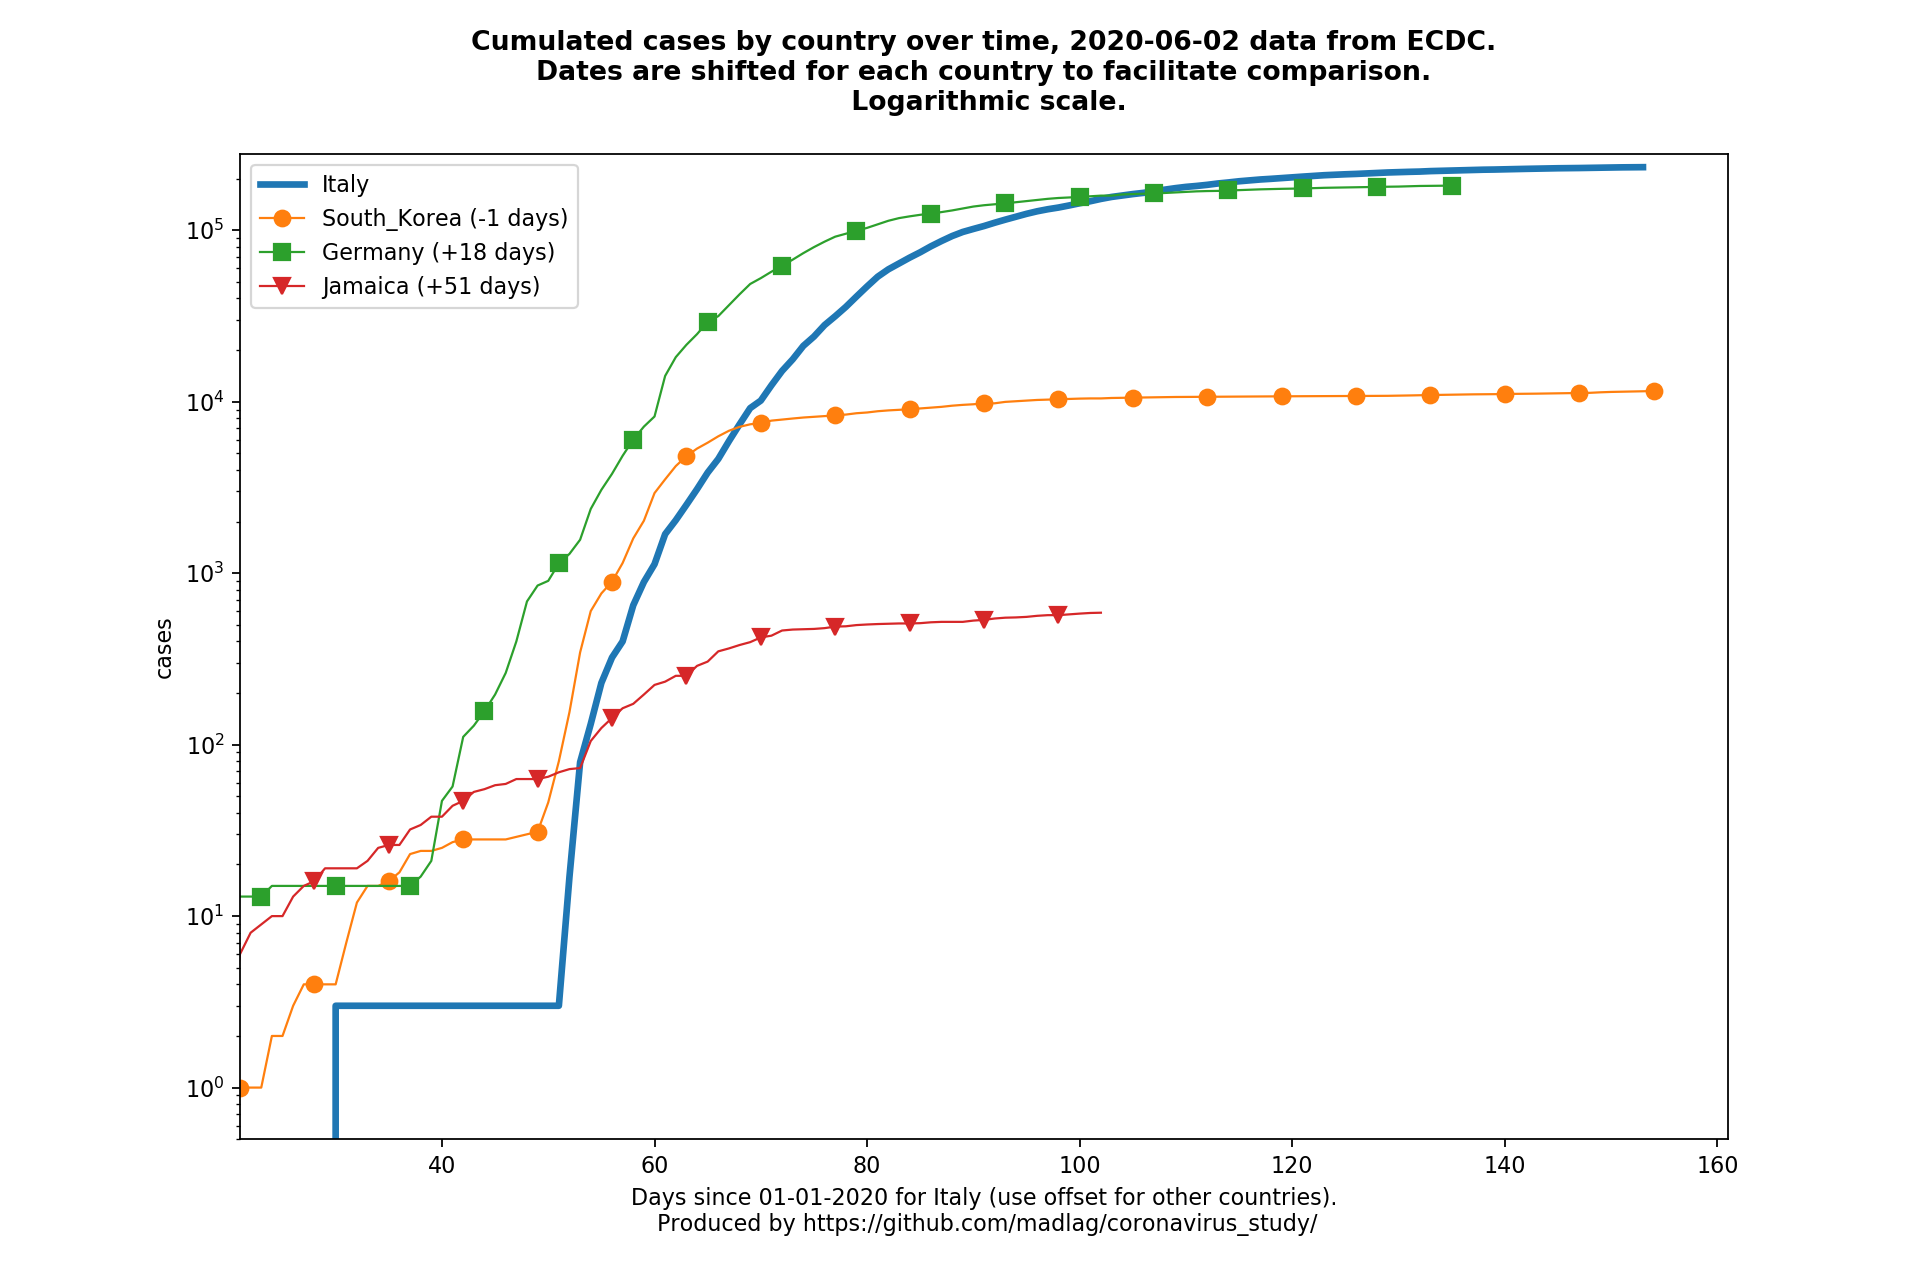 Cumulated cases by country over time, 2020-06-02 data from ECDC.
Dates are shifted for each country to facilitate comparison.
Logarithmic scale.
Italy
South_Korea (-1 days)
Germany (+18 days)
Jamaica (+51 days)
cases
10^5
10^4
10^3
10^2
10^1
10^0
40 60 80 100 120 140 160
Days since 01-01-2020 for Italy (use offset for other countries).
Produced by https://github.com/madlag/coronavirus_study/